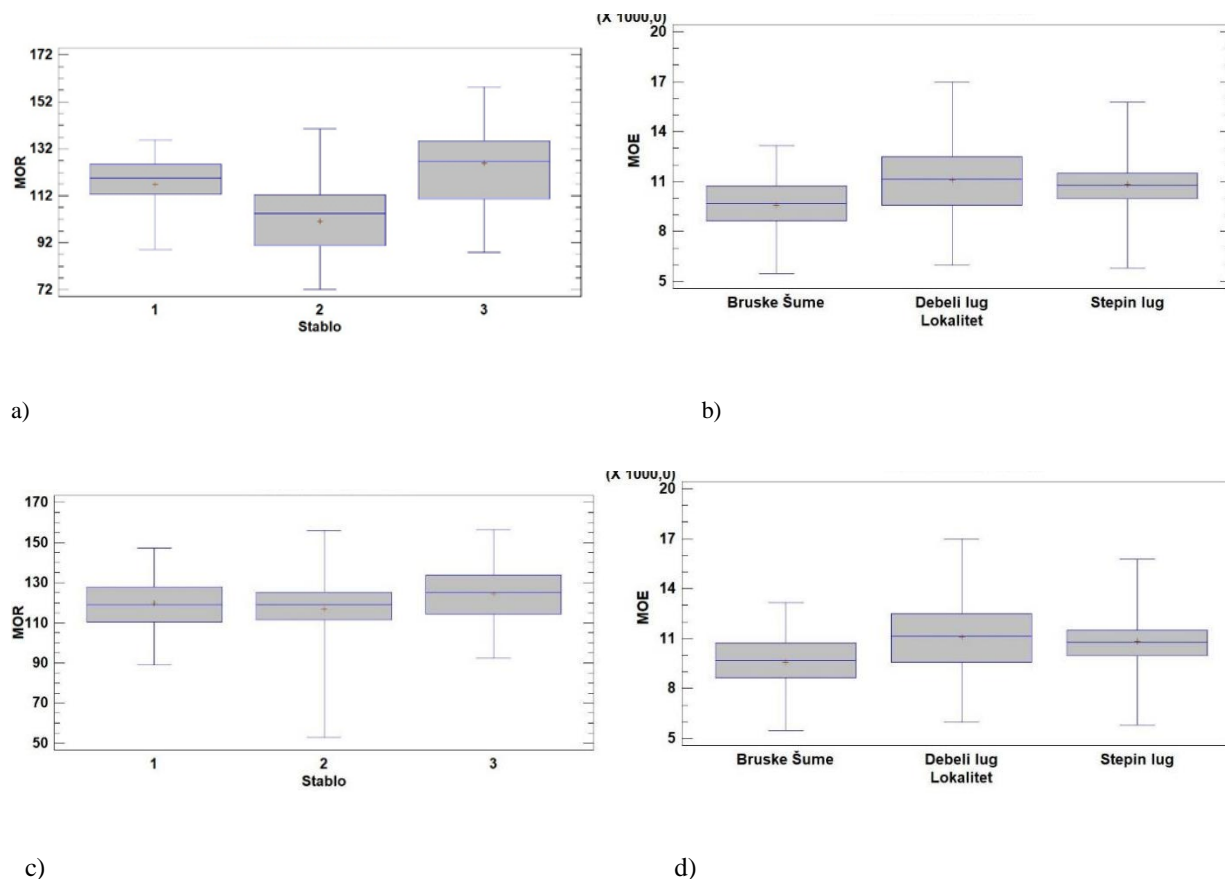 172
152
132
112
92
72
MOR
1 2 3
Stablo
(X 1000,0)
20
17
14
11
8
5
MOE
Bruske Šume Debeli lug Stepin lug
Lokalitet
a) b)
170
150
130
110
90
70
50
MOR
1 2 3
Stablo
(X 1000,0)
20
17
14
11
8
5
MOE
Bruske Šume Debeli lug Stepin lug
Lokalitet
c) d)